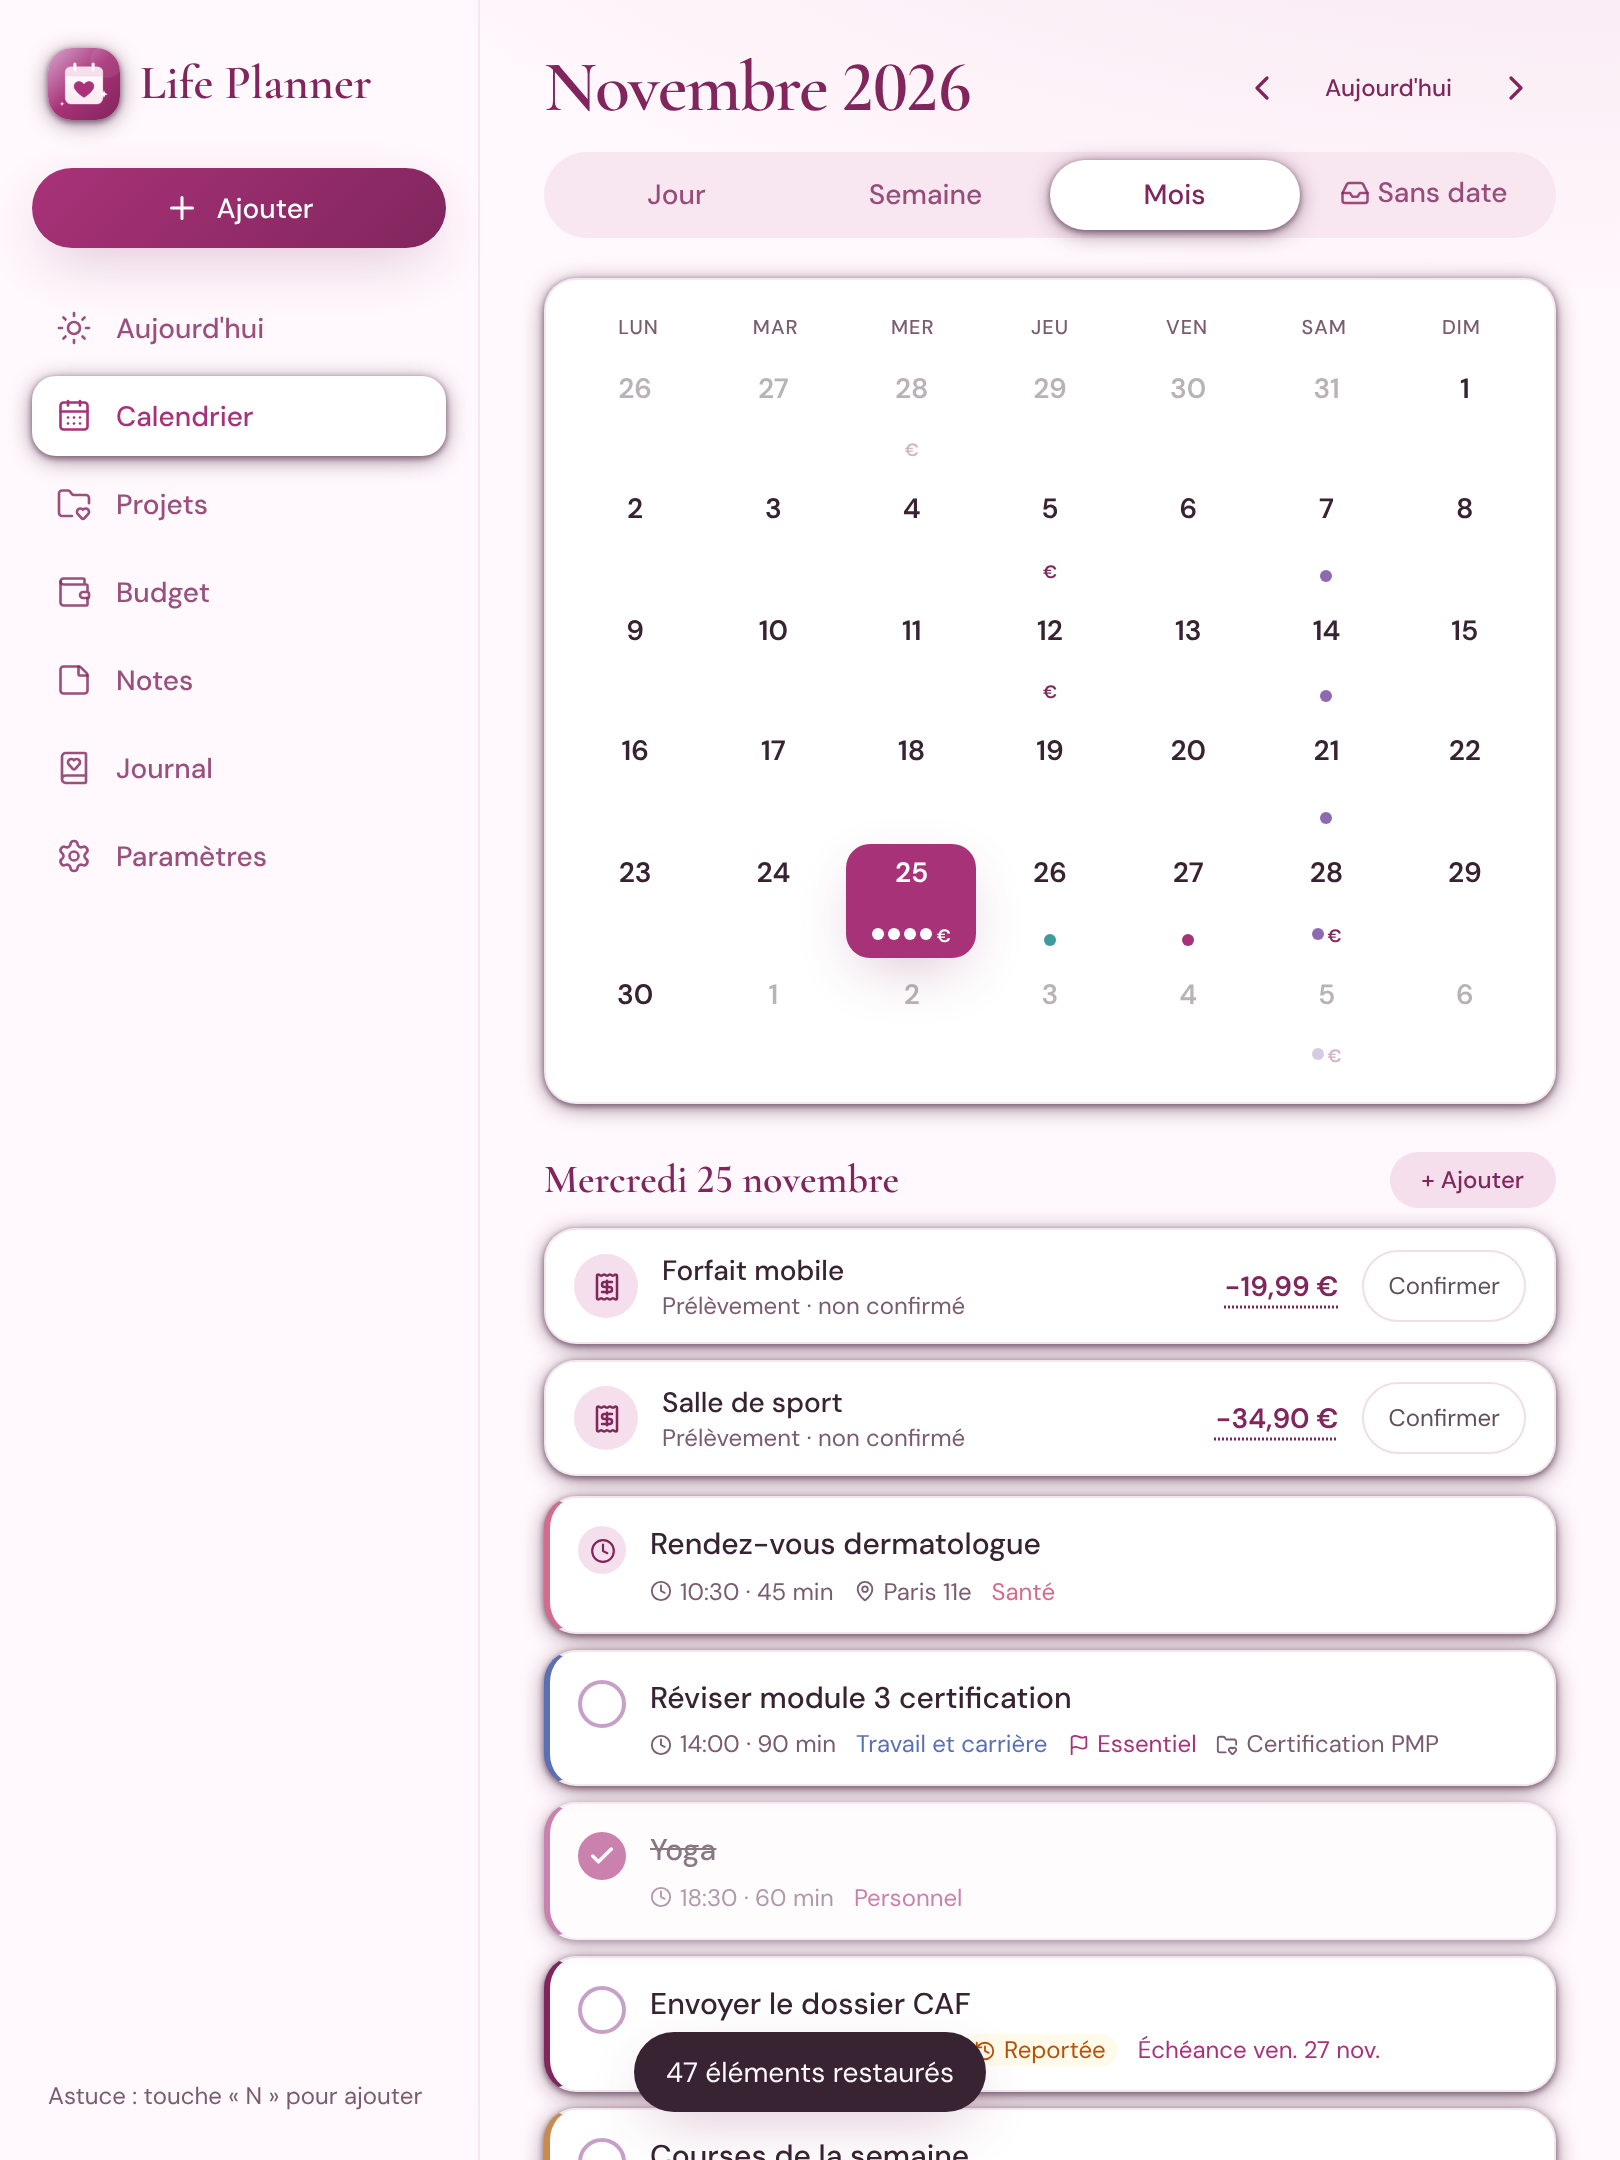 Life Planner
Ajouter
Aujourd'hui
Calendrier
Projets
Budget
Notes
Journal
Paramètres
Astuce : touche « N » pour ajouter
Novembre 2026
Aujourd'hui
Jour Semaine Mois Sans date
LUN MAR MER JEU VEN SAM DIM
26 27 28 29 30 31 1
€
2 3 4 5 6 7 8
€
9 10 11 12 13 14 15
€
16 17 18 19 20 21 22
23 24 25 26 27 28 29
€ €
30 1 2 3 4 5 6
€
Mercredi 25 novembre
+ Ajouter
Forfait mobile
Prélèvement · non confirmé
-19,99 €
Confirmer
Salle de sport
Prélèvement · non confirmé
-34,90 €
Confirmer
Rendez-vous dermatologue
10:30 · 45 min Paris 11e Santé
Réviser module 3 certification
14:00 · 90 min Travail et carrière Essentiel Certification PMP
Yoga
18:30 · 60 min Personnel
Envoyer le dossier CAF
Reportée Échéance ven. 27 nov.
47 éléments restaurés
Courses de la semaine